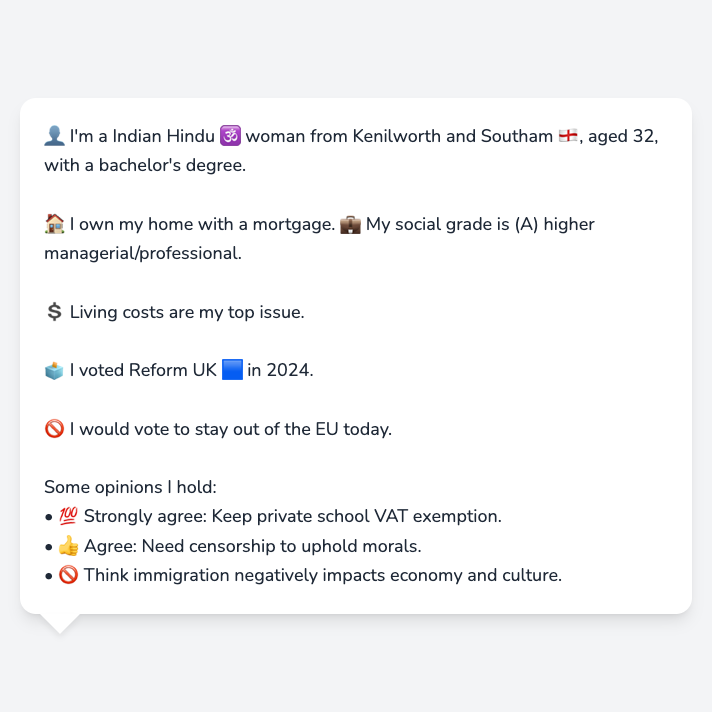 👤 I'm a Indian Hindu 🕉️ woman from Kenilworth and Southam 🏴󠁧󠁢󠁥󠁮󠁧󠁿, aged 32,
with a bachelor's degree.
🏠 I own my home with a mortgage. 💼 My social grade is (A) higher
managerial/professional.
💲 Living costs are my top issue.
🗳️ I voted Reform UK 🟦 in 2024.
🚫 I would vote to stay out of the EU today.
Some opinions I hold:
• 💯 Strongly agree: Keep private school VAT exemption.
• 👍 Agree: Need censorship to uphold morals.
• 🚫 Think immigration negatively impacts economy and culture.